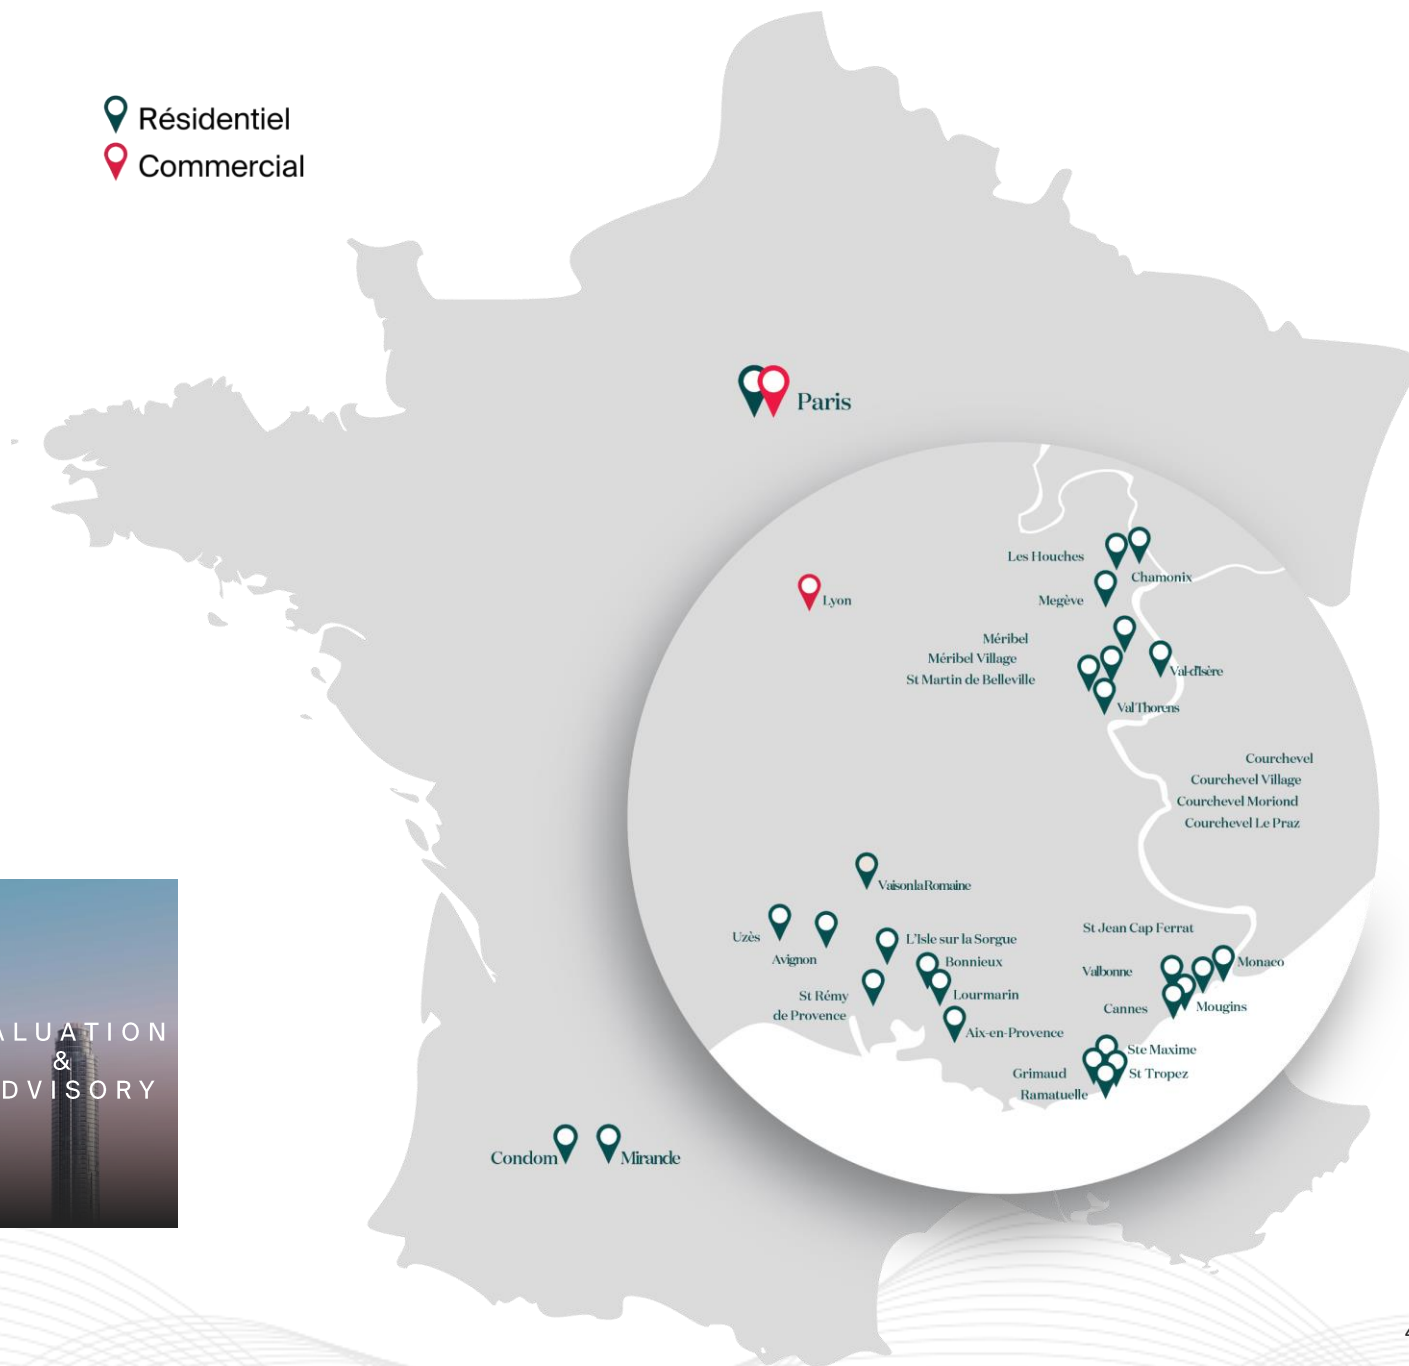 Résidentiel
Commercial
Paris
Les Houches
Chamonix
Megève
Lyon
Méribel
Méribel Village
St Martin de Belleville
Val-d'Isère
Val Thorens
Courchevel
Courchevel Village
Courchevel Moriond
Courchevel Le Praz
Vaison la Romaine
Uzès
Avignon
L'Isle sur la Sorgue
Bonnieux
St Rémy
de Provence
Lourmarin
Aix-en-Provence
St Jean Cap Ferrat
Valbonne
Monaco
Cannes
Mougins
Ste Maxime
Grimaud
St Tropez
Ramatuelle
Condom
Mirande
ALUATION
&
DVISORY